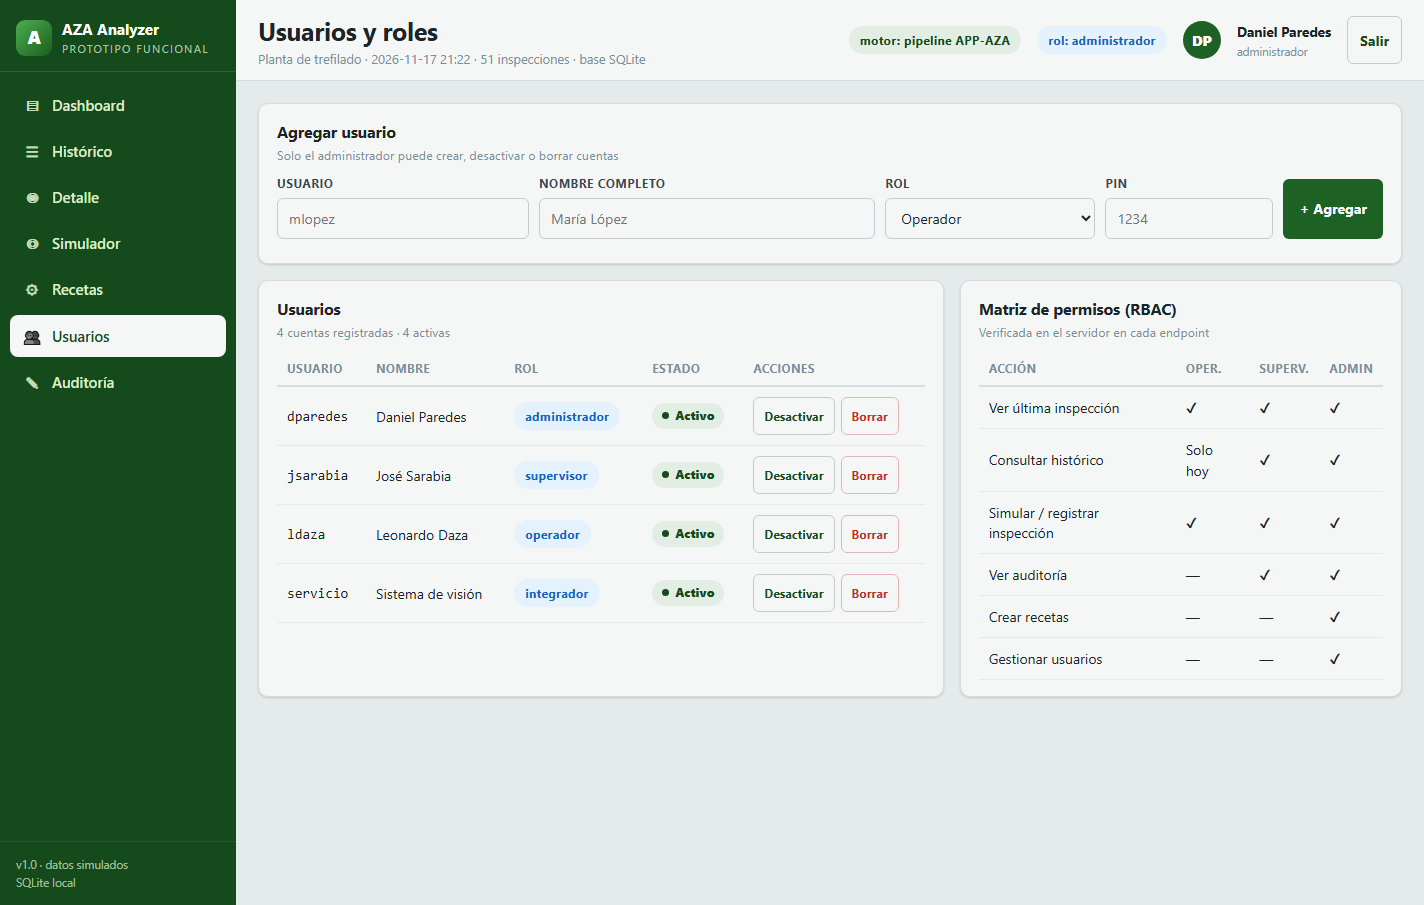 A
AZA Analyzer
PROTOTIPO FUNCIONAL
Dashboard
Histórico
Detalle
Simulador
Recetas
Usuarios
Auditoría
v1.0 · datos simulados
SQLite local
Usuarios y roles
Planta de trefilado · 2026-11-17 21:22 · 51 inspecciones · base SQLite
motor: pipeline APP-AZA
rol: administrador
DP
Daniel Paredes
administrador
Salir
Agregar usuario
Solo el administrador puede crear, desactivar o borrar cuentas
USUARIO NOMBRE COMPLETO ROL PIN
mlopez María López Operador 1234
+ Agregar
Usuarios
4 cuentas registradas · 4 activas
USUARIO NOMBRE ROL ESTADO ACCIONES
dparedes Daniel Paredes administrador Activo Desactivar Borrar
jsarabia José Sarabia supervisor Activo Desactivar Borrar
ldaza Leonardo Daza operador Activo Desactivar Borrar
servicio Sistema de visión integrador Activo Desactivar Borrar
Matriz de permisos (RBAC)
Verificada en el servidor en cada endpoint
ACCIÓN OPER. SUPERV. ADMIN
Ver última inspección ✓ ✓ ✓
Consultar histórico Solo hoy ✓ ✓
Simular / registrar inspección ✓ ✓ ✓
Ver auditoría — ✓ ✓
Crear recetas — — ✓
Gestionar usuarios — — ✓